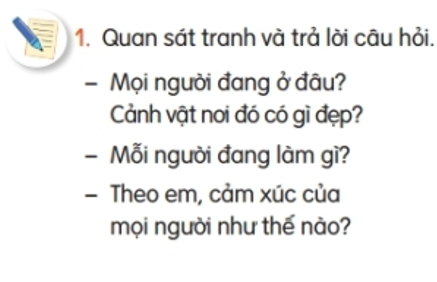 1. Quan sát tranh và trả lời câu hỏi.
– Mọi người đang ở đâu?
Cảnh vật nơi đó có gì đẹp?
– Mỗi người đang làm gì?
– Theo em, cảm xúc của
mọi người như thế nào?